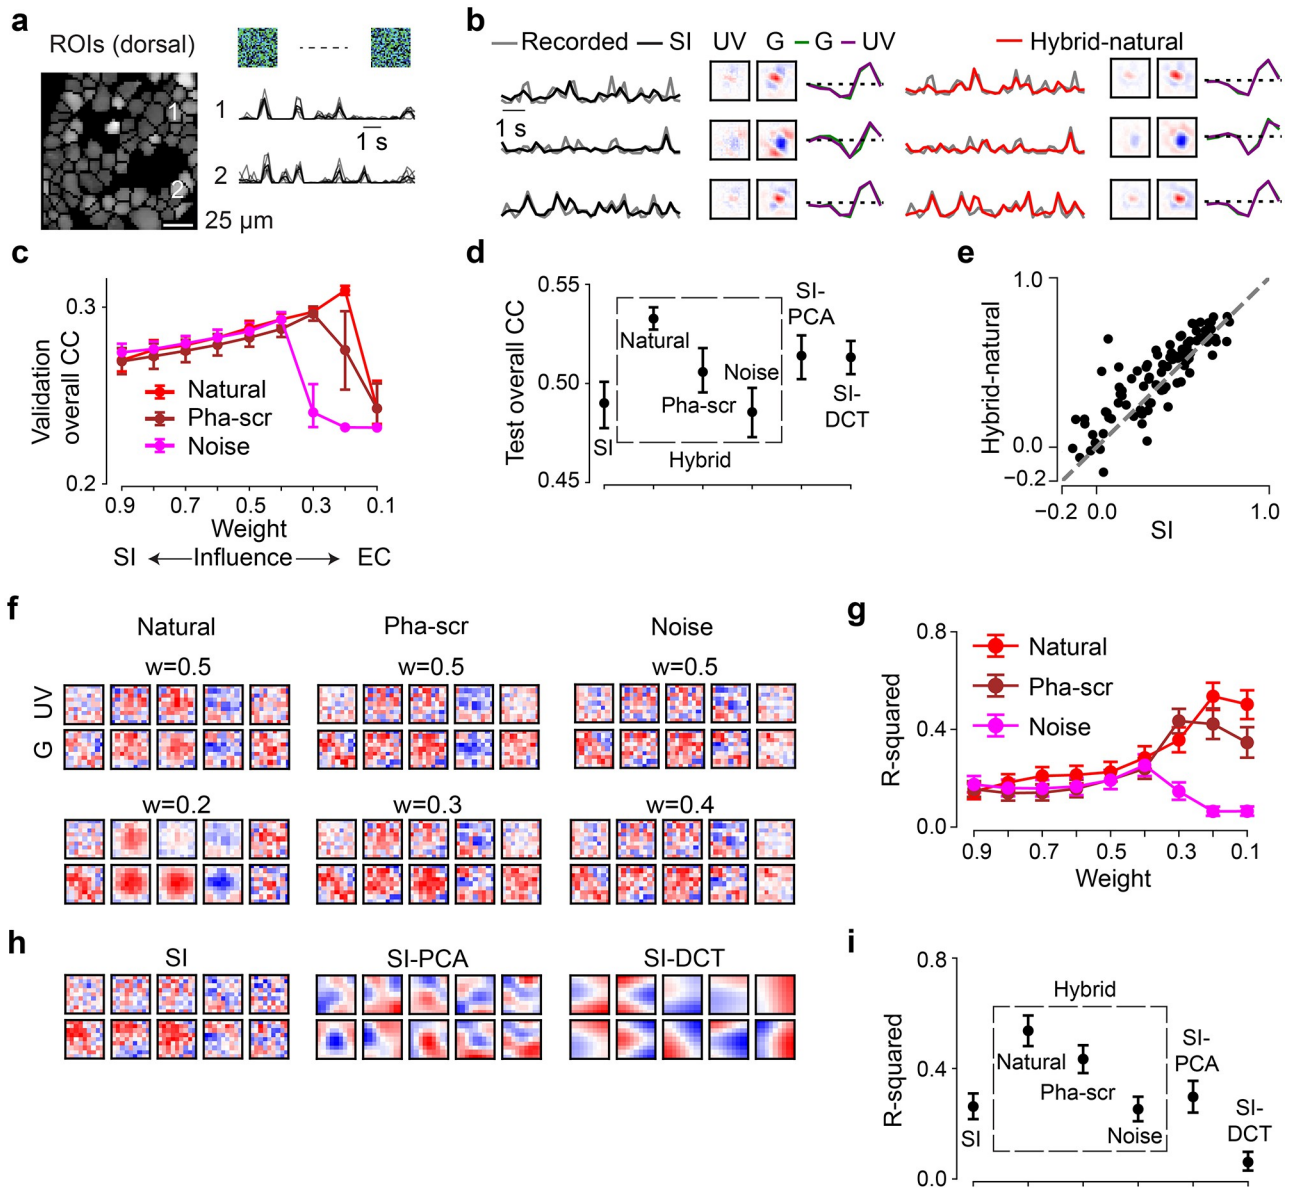 a
ROIs (dorsal)
1
2
1
1 s
2
25 µm
b
Recorded SI UV G G UV Hybrid-natural
1 s
c
Validation
overall CC
0.3
0.2
Natural
Pha-scr
Noise
0.9 0.7 0.5 0.3 0.1
Weight
SI Influence EC
d
Test overall CC
0.55
0.50
0.45
SI
Natural
Pha-scr
Noise
Hybrid
SI-
PCA
SI-
DCT
e
Hybrid-natural
1.0
0.0
−0.2
−0.2 0.0 1.0
SI
f
Natural Pha-scr Noise
w=0.5 w=0.5 w=0.5
UV
G
w=0.2 w=0.3 w=0.4
g
R-squared
0.8
0.4
0.0
Natural
Pha-scr
Noise
0.9 0.7 0.5 0.3 0.1
Weight
h
SI SI-PCA SI-DCT
i
R-squared
0.8
0.4
0.0
Hybrid
SI
Natural
Pha-scr
Noise
SI-
PCA
SI-
DCT